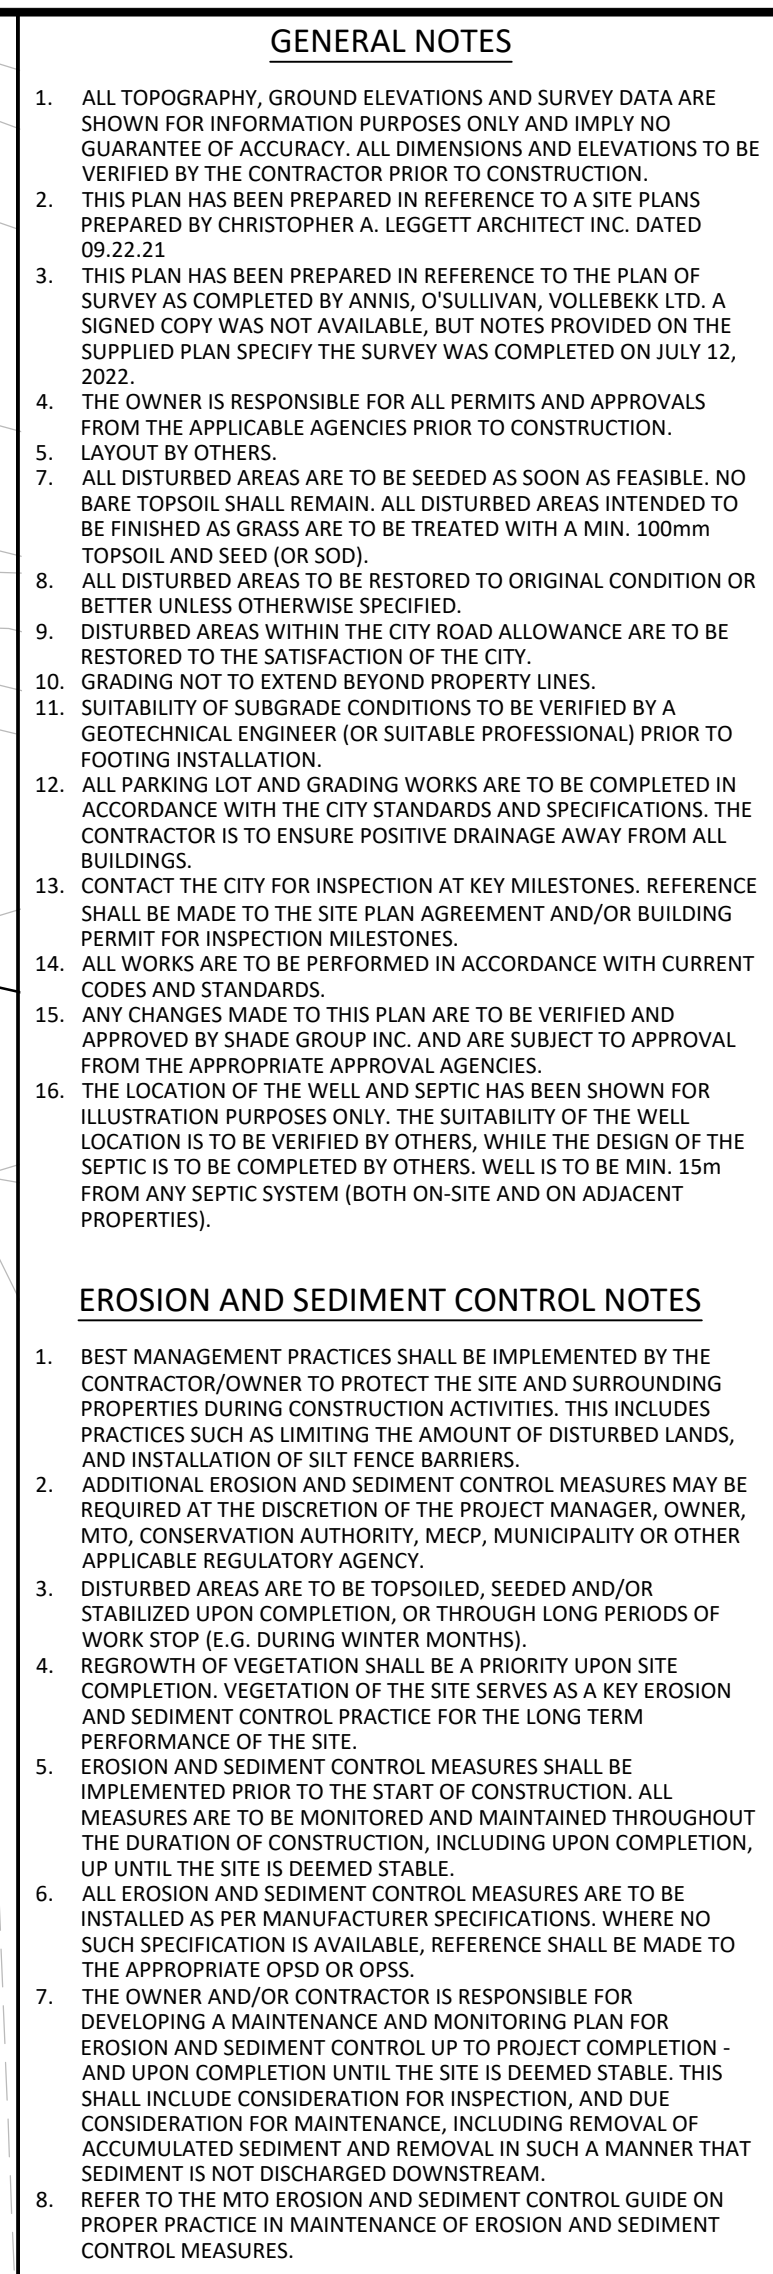 GENERAL NOTES
1. ALL TOPOGRAPHY, GROUND ELEVATIONS AND SURVEY DATA ARE
SHOWN FOR INFORMATION PURPOSES ONLY AND IMPLY NO
GUARANTEE OF ACCURACY. ALL DIMENSIONS AND ELEVATIONS TO BE
VERIFIED BY THE CONTRACTOR PRIOR TO CONSTRUCTION.
2. THIS PLAN HAS BEEN PREPARED IN REFERENCE TO A SITE PLANS
PREPARED BY CHRISTOPHER A. LEGGETT ARCHITECT INC. DATED
09.22.21
3. THIS PLAN HAS BEEN PREPARED IN REFERENCE TO THE PLAN OF
SURVEY AS COMPLETED BY ANNIS, O'SULLIVAN, VOLLEBEKK LTD. A
SIGNED COPY WAS NOT AVAILABLE, BUT NOTES PROVIDED ON THE
SUPPLIED PLAN SPECIFY THE SURVEY WAS COMPLETED ON JULY 12,
2022.
4. THE OWNER IS RESPONSIBLE FOR ALL PERMITS AND APPROVALS
FROM THE APPLICABLE AGENCIES PRIOR TO CONSTRUCTION.
5. LAYOUT BY OTHERS.
7. ALL DISTURBED AREAS ARE TO BE SEEDED AS SOON AS FEASIBLE. NO
BARE TOPSOIL SHALL REMAIN. ALL DISTURBED AREAS INTENDED TO
BE FINISHED AS GRASS ARE TO BE TREATED WITH A MIN. 100mm
TOPSOIL AND SEED (OR SOD).
8. ALL DISTURBED AREAS TO BE RESTORED TO ORIGINAL CONDITION OR
BETTER UNLESS OTHERWISE SPECIFIED.
9. DISTURBED AREAS WITHIN THE CITY ROAD ALLOWANCE ARE TO BE
RESTORED TO THE SATISFACTION OF THE CITY.
10. GRADING NOT TO EXTEND BEYOND PROPERTY LINES.
11. SUITABILITY OF SUBGRADE CONDITIONS TO BE VERIFIED BY A
GEOTECHNICAL ENGINEER (OR SUITABLE PROFESSIONAL) PRIOR TO
FOOTING INSTALLATION.
12. ALL PARKING LOT AND GRADING WORKS ARE TO BE COMPLETED IN
ACCORDANCE WITH THE CITY STANDARDS AND SPECIFICATIONS. THE
CONTRACTOR IS TO ENSURE POSITIVE DRAINAGE AWAY FROM ALL
BUILDINGS.
13. CONTACT THE CITY FOR INSPECTION AT KEY MILESTONES. REFERENCE
SHALL BE MADE TO THE SITE PLAN AGREEMENT AND/OR BUILDING
PERMIT FOR INSPECTION MILESTONES.
14. ALL WORKS ARE TO BE PERFORMED IN ACCORDANCE WITH CURRENT
CODES AND STANDARDS.
15. ANY CHANGES MADE TO THIS PLAN ARE TO BE VERIFIED AND
APPROVED BY SHADE GROUP INC. AND ARE SUBJECT TO APPROVAL
FROM THE APPROPRIATE APPROVAL AGENCIES.
16. THE LOCATION OF THE WELL AND SEPTIC HAS BEEN SHOWN FOR
ILLUSTRATION PURPOSES ONLY. THE SUITABILITY OF THE WELL
LOCATION IS TO BE VERIFIED BY OTHERS, WHILE THE DESIGN OF THE
SEPTIC IS TO BE COMPLETED BY OTHERS. WELL IS TO BE MIN. 15m
FROM ANY SEPTIC SYSTEM (BOTH ON-SITE AND ON ADJACENT
PROPERTIES).
EROSION AND SEDIMENT CONTROL NOTES
1. BEST MANAGEMENT PRACTICES SHALL BE IMPLEMENTED BY THE
CONTRACTOR/OWNER TO PROTECT THE SITE AND SURROUNDING
PROPERTIES DURING CONSTRUCTION ACTIVITIES. THIS INCLUDES
PRACTICES SUCH AS LIMITING THE AMOUNT OF DISTURBED LANDS,
AND INSTALLATION OF SILT FENCE BARRIERS.
2. ADDITIONAL EROSION AND SEDIMENT CONTROL MEASURES MAY BE
REQUIRED AT THE DISCRETION OF THE PROJECT MANAGER, OWNER,
MTO, CONSERVATION AUTHORITY, MECP, MUNICIPALITY OR OTHER
APPLICABLE REGULATORY AGENCY.
3. DISTURBED AREAS ARE TO BE TOPSOILED, SEEDED AND/OR
STABILIZED UPON COMPLETION, OR THROUGH LONG PERIODS OF
WORK STOP (E.G. DURING WINTER MONTHS).
4. REGROWTH OF VEGETATION SHALL BE A PRIORITY UPON SITE
COMPLETION. VEGETATION OF THE SITE SERVES AS A KEY EROSION
AND SEDIMENT CONTROL PRACTICE FOR THE LONG TERM
PERFORMANCE OF THE SITE.
5. EROSION AND SEDIMENT CONTROL MEASURES SHALL BE
IMPLEMENTED PRIOR TO THE START OF CONSTRUCTION. ALL
MEASURES ARE TO BE MONITORED AND MAINTAINED THROUGHOUT
THE DURATION OF CONSTRUCTION, INCLUDING UPON COMPLETION,
UP UNTIL THE SITE IS DEEMED STABLE.
6. ALL EROSION AND SEDIMENT CONTROL MEASURES ARE TO BE
INSTALLED AS PER MANUFACTURER SPECIFICATIONS. WHERE NO
SUCH SPECIFICATION IS AVAILABLE, REFERENCE SHALL BE MADE TO
THE APPROPRIATE OPSD OR OPSS.
7. THE OWNER AND/OR CONTRACTOR IS RESPONSIBLE FOR
DEVELOPING A MAINTENANCE AND MONITORING PLAN FOR
EROSION AND SEDIMENT CONTROL UP TO PROJECT COMPLETION -
AND UPON COMPLETION UNTIL THE SITE IS DEEMED STABLE. THIS
SHALL INCLUDE CONSIDERATION FOR INSPECTION, AND DUE
CONSIDERATION FOR MAINTENANCE, INCLUDING REMOVAL OF
ACCUMULATED SEDIMENT AND REMOVAL IN SUCH A MANNER THAT
SEDIMENT IS NOT DISCHARGED DOWNSTREAM.
8. REFER TO THE MTO EROSION AND SEDIMENT CONTROL GUIDE ON
PROPER PRACTICE IN MAINTENANCE OF EROSION AND SEDIMENT
CONTROL MEASURES.